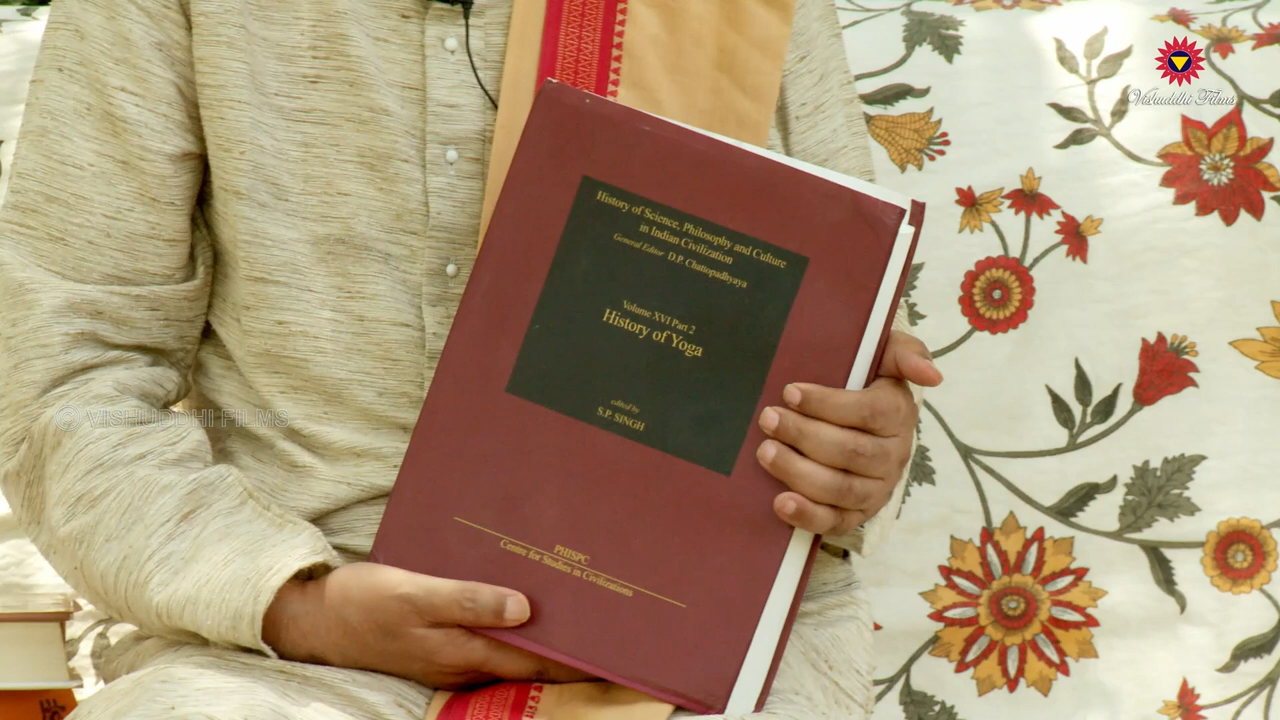 Vishuddhi Films
History of Science, Philosophy and Culture
in Indian Civilization
General Editor D.P. Chattopadhyaya
Volume XVI Part 2
History of Yoga
edited by
S.P. SINGH
© VISHUDDHI FILMS
PHISPC
Centre for Studies in Civilizations